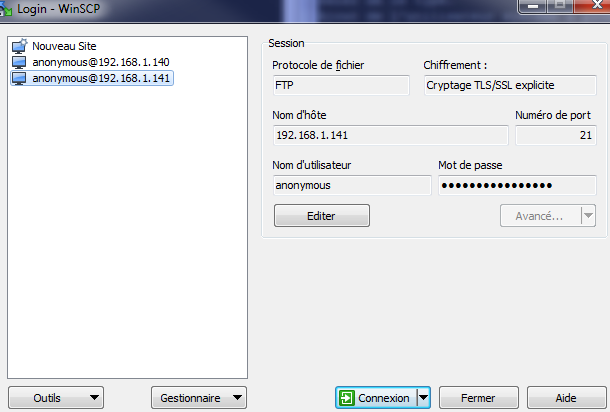 Login - WinSCP
Nouveau Site
anonymous@192.168.1.140
anonymous@192.168.1.141
Session
Protocole de fichier
Chiffrement :
FTP
Cryptage TLS/SSL explicite
Nom d'hôte
Numéro de port
192.168.1.141
21
Nom d'utilisateur
Mot de passe
anonymous
●●●●●●●●●●●●●●●●
Editer
Avancé...
Outils
Gestionnaire
Connexion
Fermer
Aide